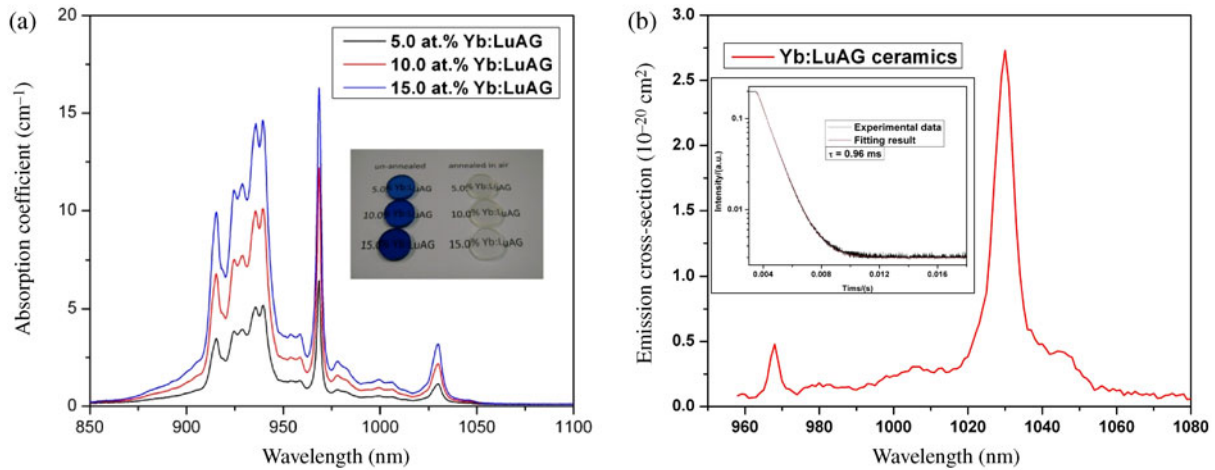 (a)
20
15
10
5
0
850
900
950
1000
1050
1100
Absorption coefficient (cm⁻¹)
Wavelength (nm)
5.0 at.% Yb:LuAG
10.0 at.% Yb:LuAG
15.0 at.% Yb:LuAG
un-annealed
annealed in air
5.0% Yb:LuAG
5.0% Yb:LuAG
10.0% Yb:LuAG
10.0% Yb:LuAG
15.0% Yb:LuAG
15.0% Yb:LuAG
(b)
3.0
2.5
2.0
1.5
1.0
0.5
0.0
960
980
1000
1020
1040
1060
1080
Emission cross-section (10⁻²⁰ cm²)
Wavelength (nm)
Yb:LuAG ceramics
Experimental data
Fitting result
τ = 0.96 ms
0.1
0.01
Intensity/(a.u.)
0.004
0.008
0.012
0.016
Tims/(s)